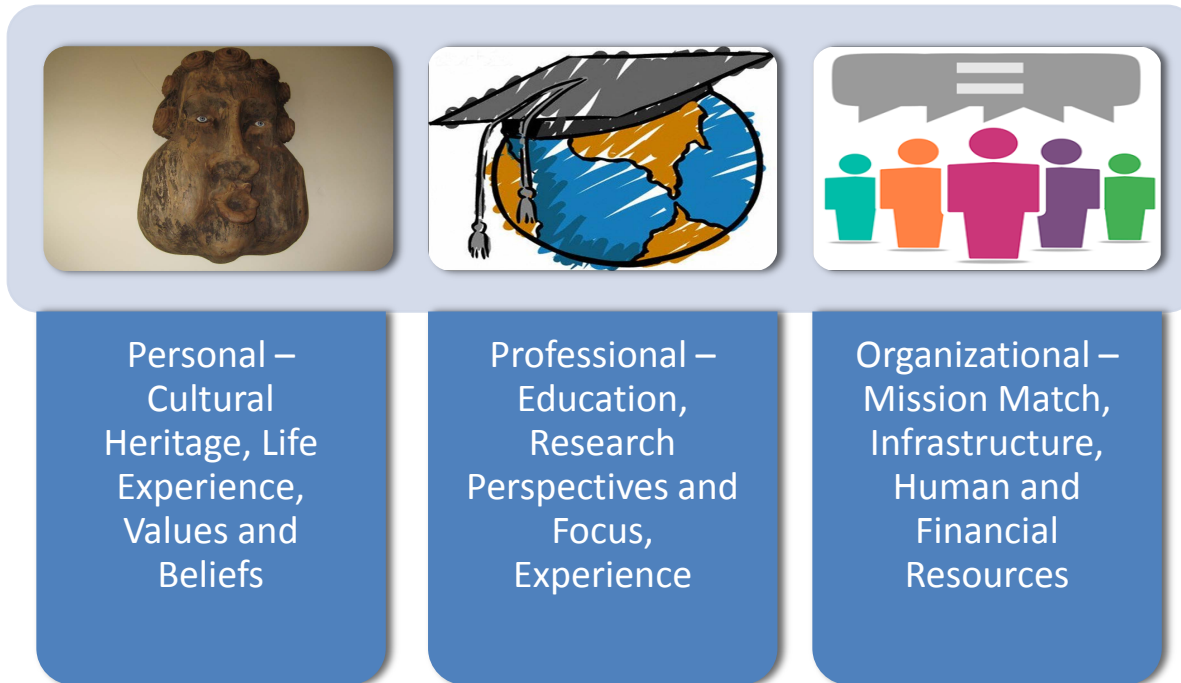 Personal –
Cultural
Heritage, Life
Experience,
Values and
Beliefs
Professional –
Education,
Research
Perspectives and
Focus,
Experience
Organizational –
Mission Match,
Infrastructure,
Human and
Financial
Resources